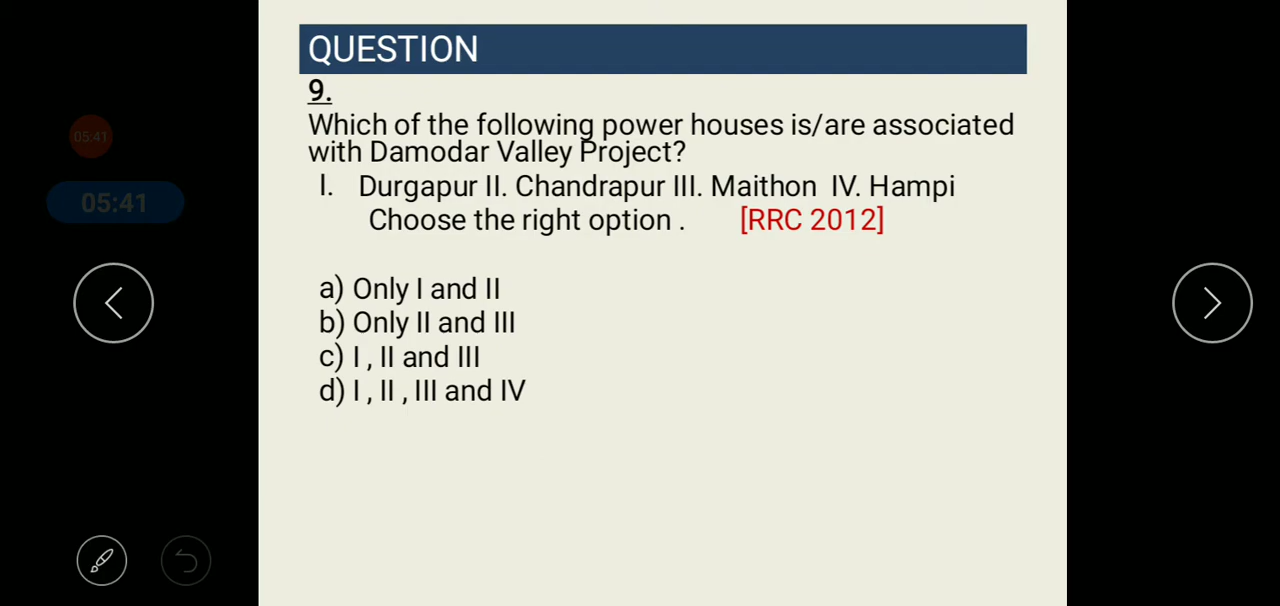 QUESTION
9.
Which of the following power houses is/are associated
with Damodar Valley Project?
I. Durgapur II. Chandrapur III. Maithon IV. Hampi
Choose the right option . [RRC 2012]
a) Only I and II
b) Only II and III
c) I , II and III
d) I , II , III and IV
05:41
05:41